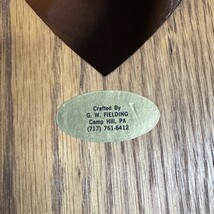 Crafted By
G. W. FIELDING
Camp Hill, PA
(717) 761-6412